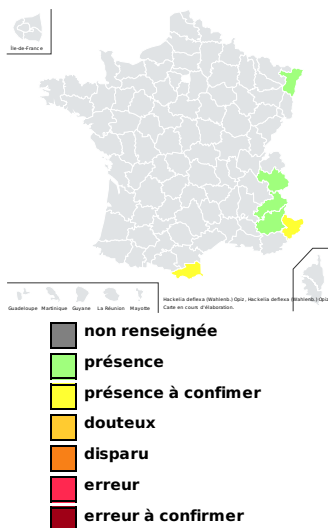 Île-de-France
Hackelia deflexa (Wahlenb.) Opiz, Hackelia deflexa (Wahlenb.) Opiz
Carte en cours d'élaboration.
Guadeloupe Martinique Guyane La Réunion Mayotte
non renseignée
présence
présence à confimer
douteux
disparu
erreur
erreur à confirmer